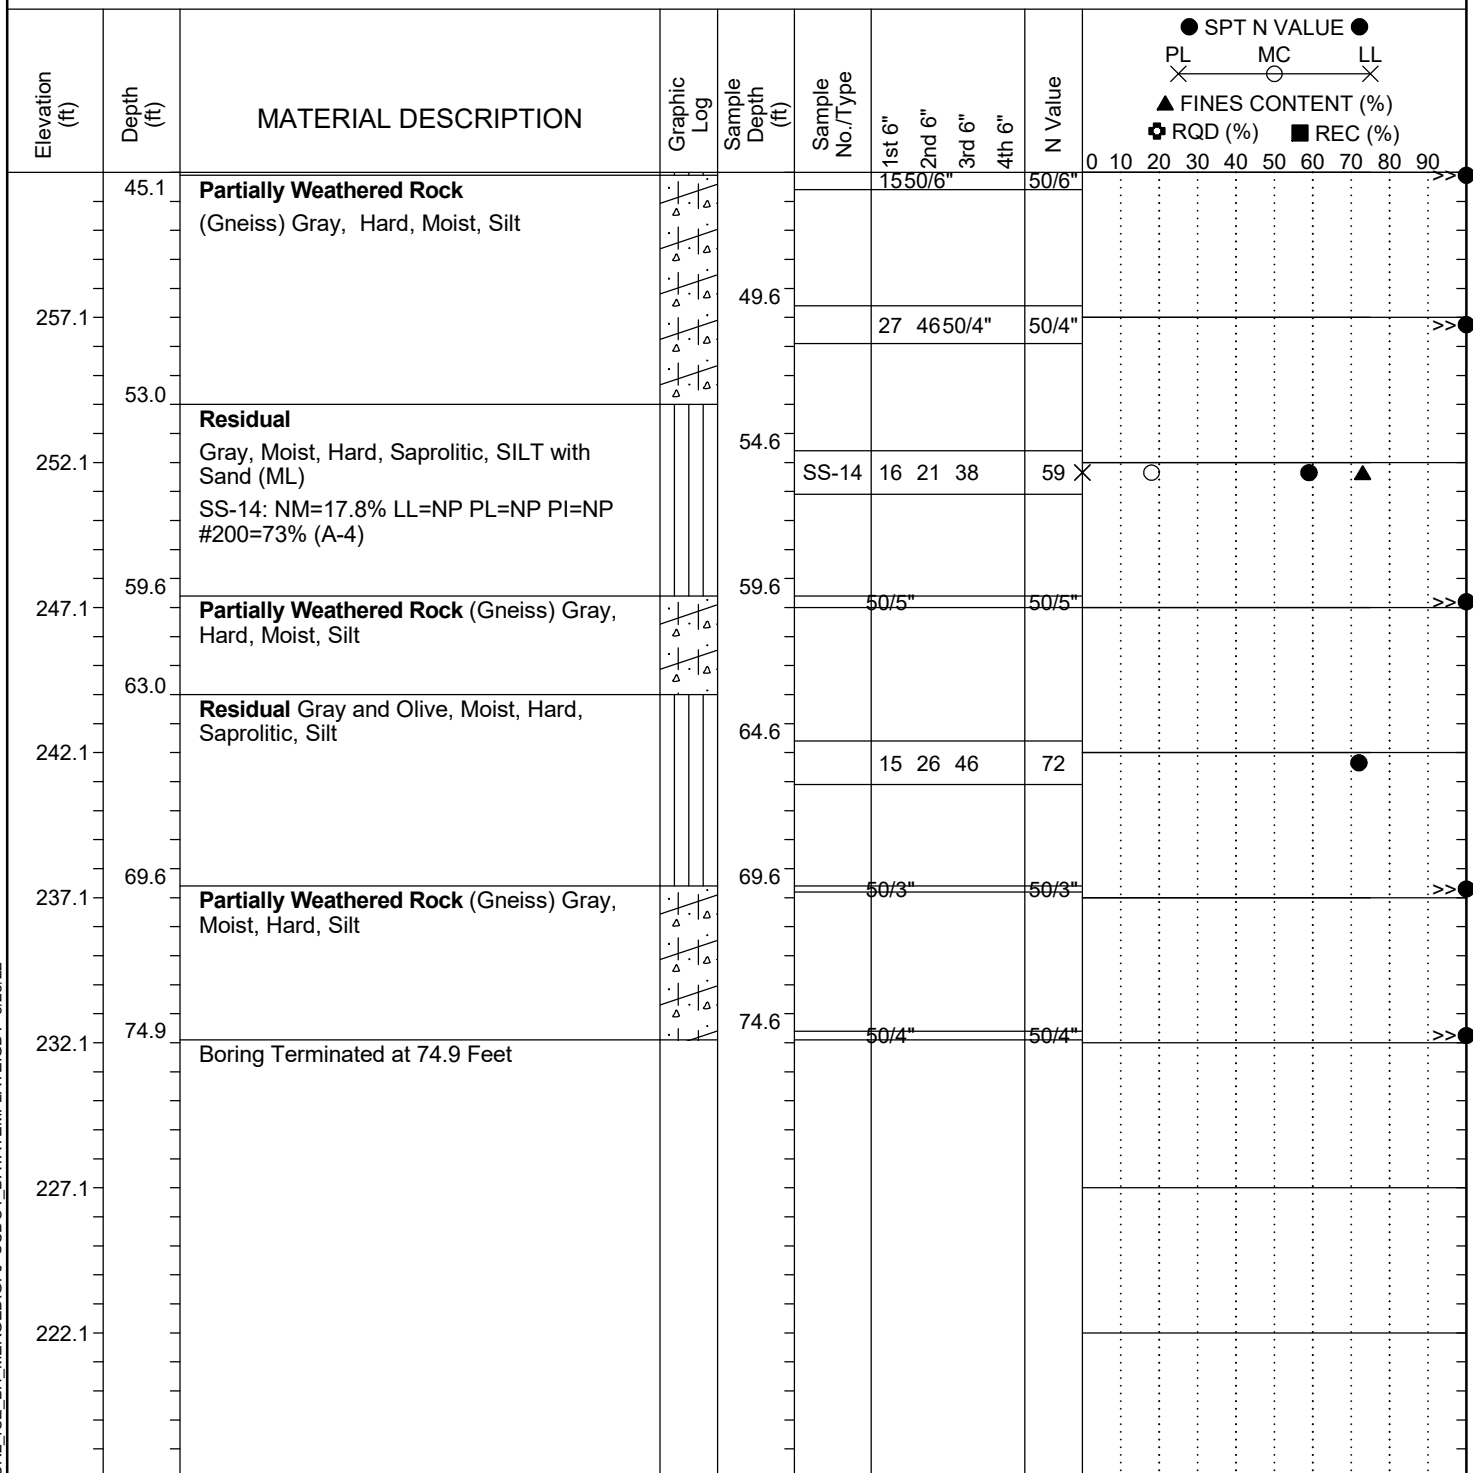 ● SPT N VALUE ●
PL MC LL
▲ FINES CONTENT (%)
RQD (%) ■ REC (%)
Elevation (ft)
Depth (ft)
MATERIAL DESCRIPTION
Graphic Log
Sample Depth (ft)
Sample No./Type
1st 6"
2nd 6"
3rd 6"
4th 6"
N Value
0 10 20 30 40 50 60 70 80 90
45.1 Partially Weathered Rock 15 50/6" 50/6" >>
(Gneiss) Gray, Hard, Moist, Silt
49.6
257.1 27 46 50/4" 50/4" >>
53.0
Residual
Gray, Moist, Hard, Saprolitic, SILT with
Sand (ML)
54.6
252.1 SS-14 16 21 38 59
SS-14: NM=17.8% LL=NP PL=NP PI=NP
#200=73% (A-4)
59.6 59.6
247.1 Partially Weathered Rock (Gneiss) Gray, 50/5" 50/5" >>
Hard, Moist, Silt
63.0
Residual Gray and Olive, Moist, Hard,
Saprolitic, Silt
64.6
242.1 15 26 46 72
69.6 69.6
237.1 Partially Weathered Rock (Gneiss) Gray, 50/3" 50/3" >>
Moist, Hard, Silt
74.9 74.6
232.1 50/4" 50/4" >>
Boring Terminated at 74.9 Feet
227.1
222.1